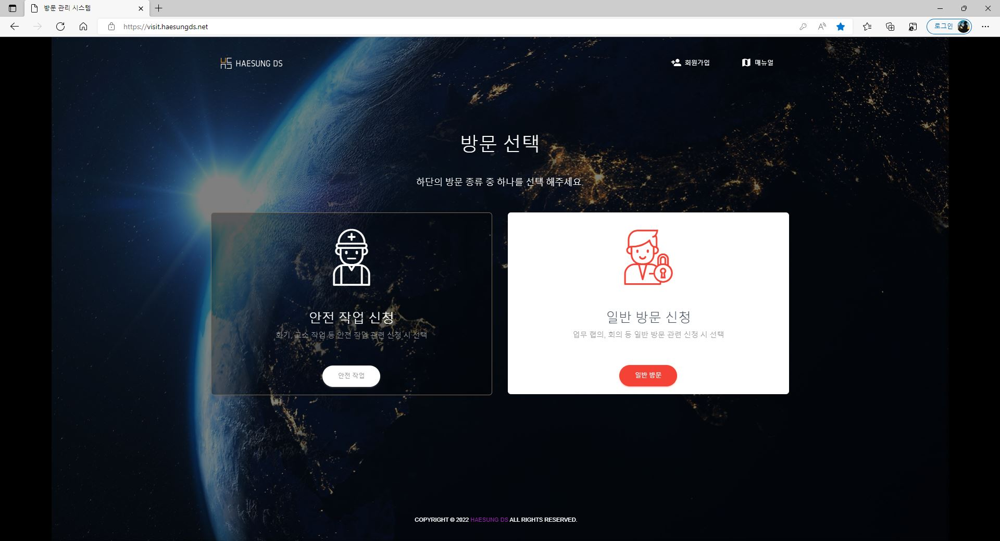 방문 관리 시스템
https://visit.haesungds.net
로그인
HAESUNG DS
회원가입
매뉴얼
방문 선택
하단의 방문 종류 중 하나를 선택 해주세요.
안전 작업 신청
화기, 고소 작업 등 안전 작업 관련 신청 시 선택
안전 작업
일반 방문 신청
업무 협의, 회의 등 일반 방문 관련 신청 시 선택
일반 방문
COPYRIGHT © 2022 HAESUNG DS ALL RIGHTS RESERVED.